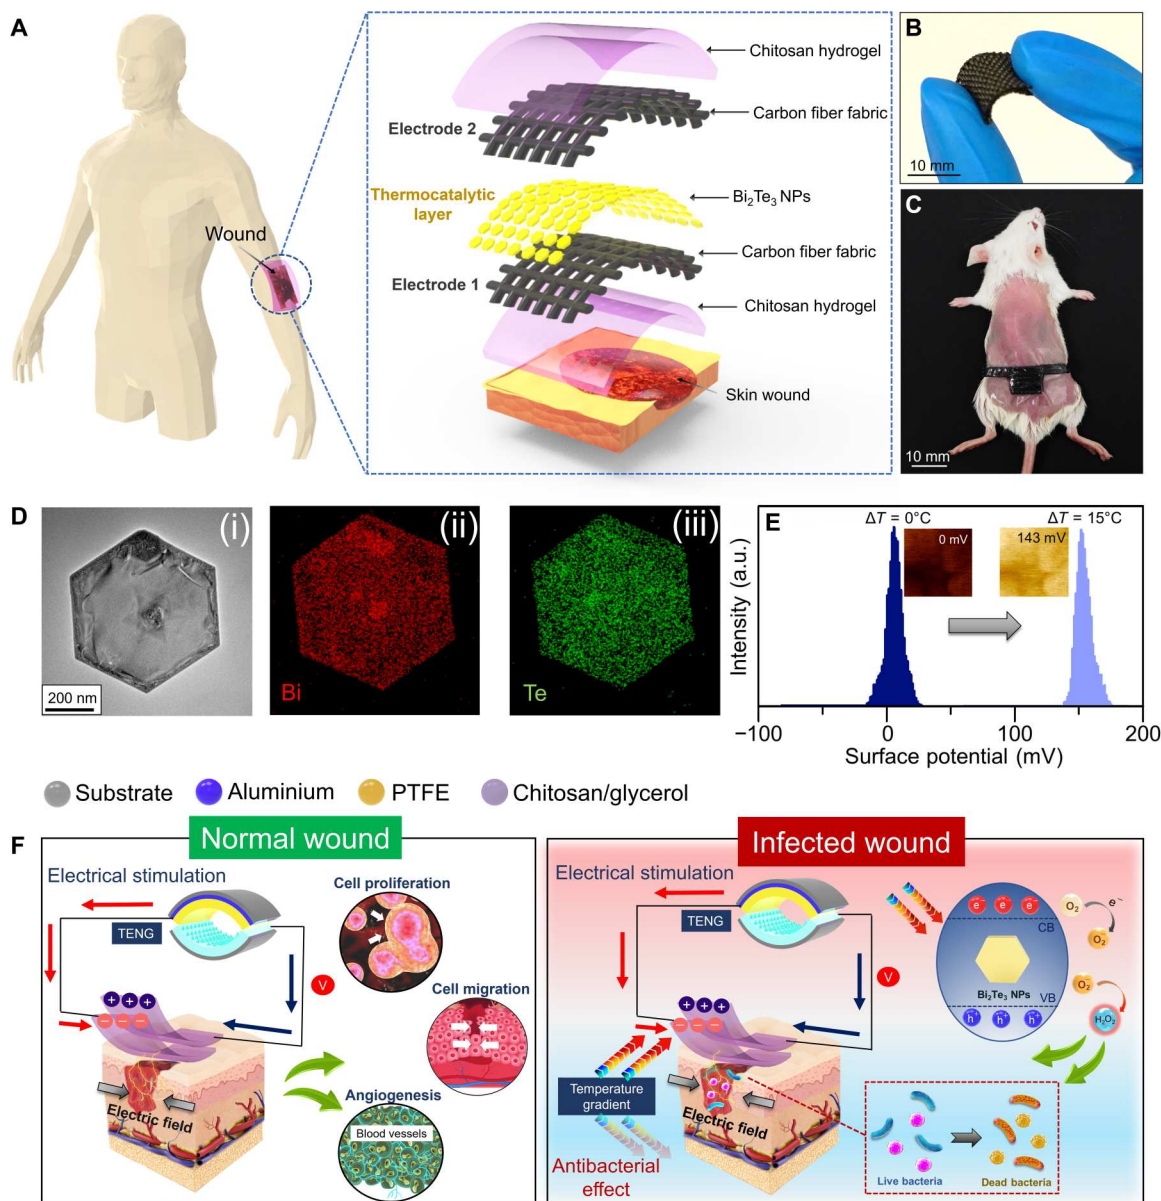 A
Chitosan hydrogel
Carbon fiber fabric
Electrode 2
Thermocatalytic
layer
Bi₂Te₃ NPs
Wound
Carbon fiber fabric
Electrode 1
Chitosan hydrogel
Skin wound
B
10 mm
C
10 mm
D
(i)
200 nm
(ii)
Bi
(iii)
Te
E
ΔT = 0°C
ΔT = 15°C
0 mV
143 mV
Intensity (a.u.)
−100
0
100
200
Surface potential (mV)
Substrate
Aluminium
PTFE
Chitosan/glycerol
F
Normal wound
Electrical stimulation
TENG
V
+ + +
− − −
Electric field
Cell proliferation
Cell migration
Angiogenesis
Blood vessels
Infected wound
Electrical stimulation
TENG
V
+ + +
− − −
Temperature
gradient
Electric field
Antibacterial
effect
e⁻ e⁻ e⁻
CB
Bi₂Te₃ NPs
VB
h⁺ h⁺ h⁺
O₂
e⁻
O₂⁻
O₂⁻
H₂O₂
Live bacteria
Dead bacteria